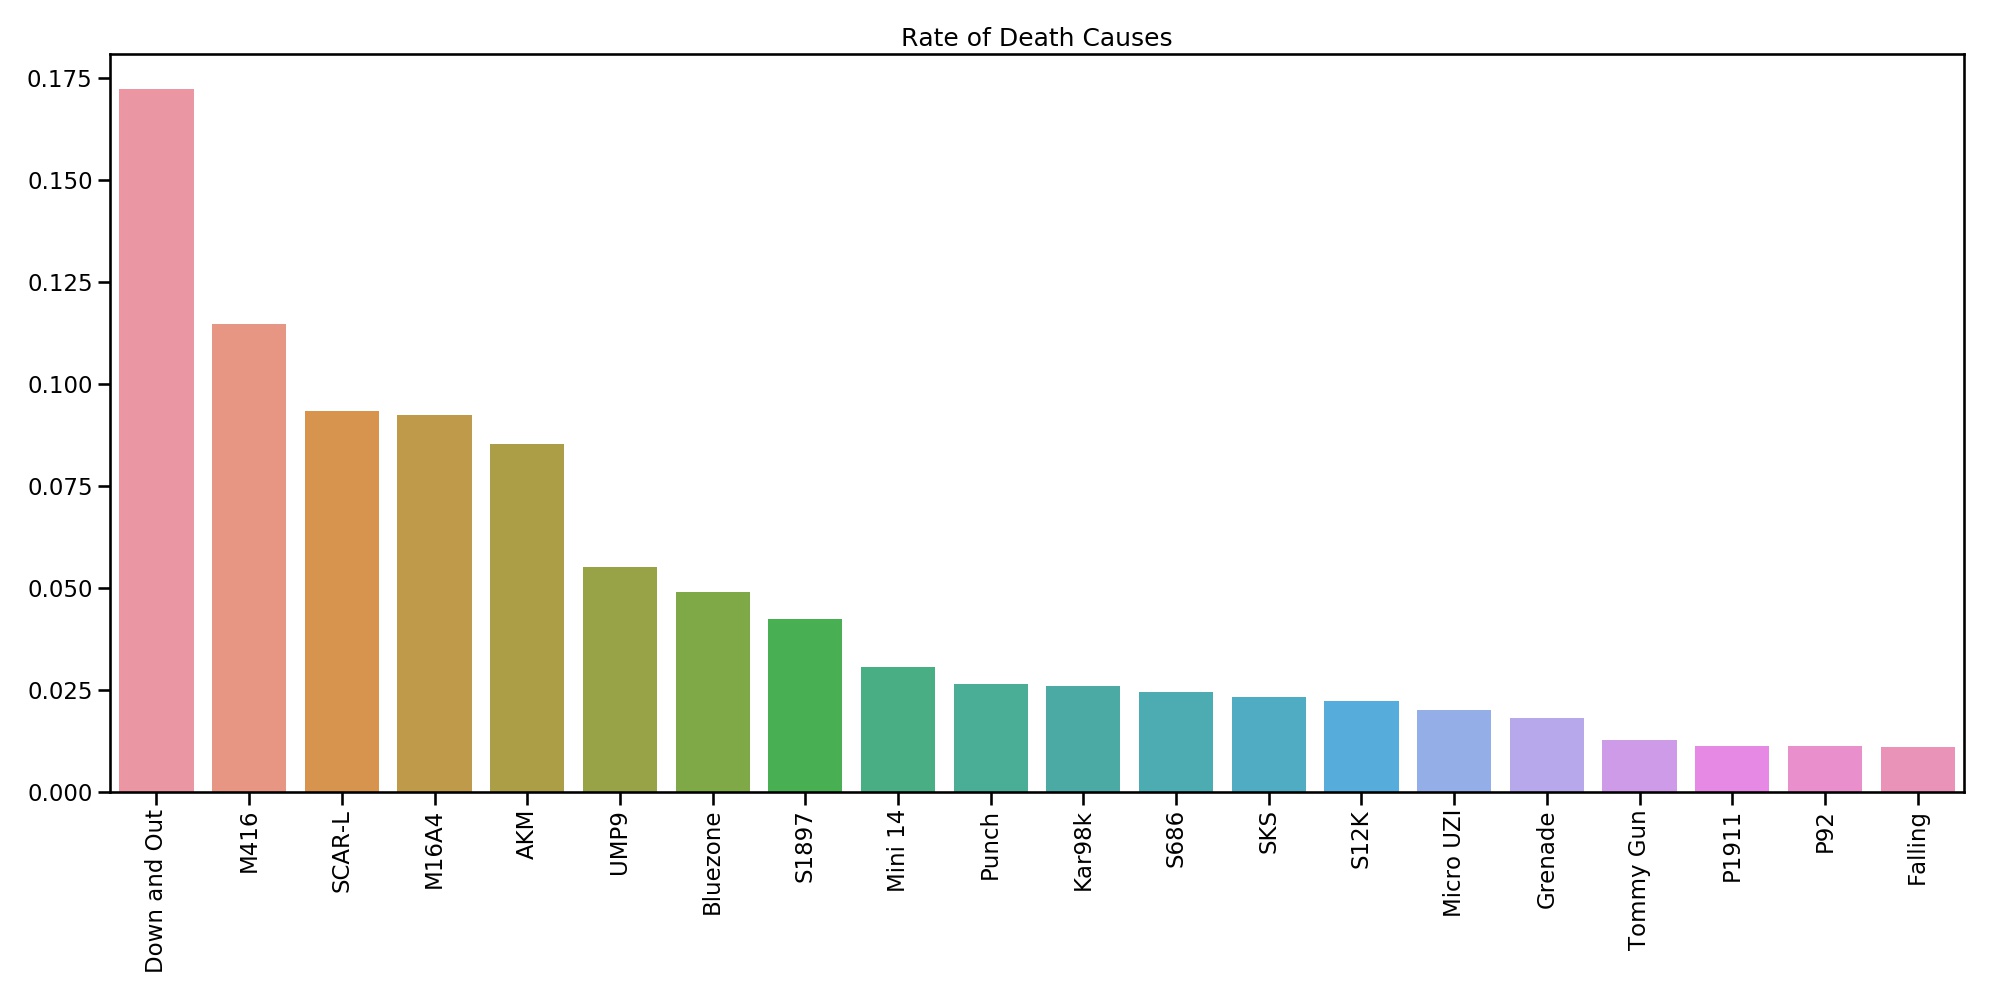 Rate of Death Causes
0.175
0.150
0.125
0.100
0.075
0.050
0.025
0.000
Down and Out
M416
SCAR-L
M16A4
AKM
UMP9
Bluezone
S1897
Mini 14
Punch
Kar98k
S686
SKS
S12K
Micro UZI
Grenade
Tommy Gun
P1911
P92
Falling